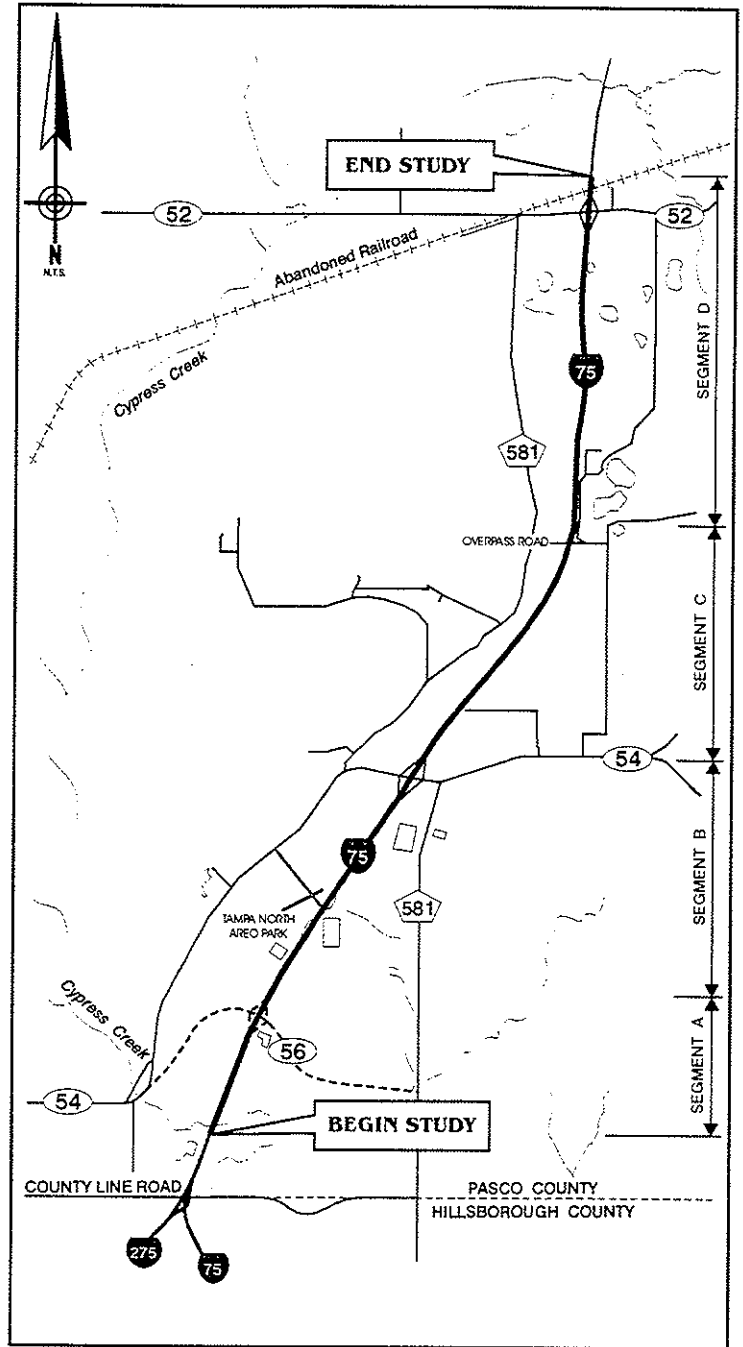 END STUDY
52
52
N
N.T.S.
Abandoned Railroad
SEGMENT D
Cypress Creek
75
581
OVERPASS ROAD
SEGMENT C
54
SEGMENT B
75
581
TAMPA NORTH
AREO PARK
Cypress Creek
56
SEGMENT A
54
BEGIN STUDY
COUNTY LINE ROAD
PASCO COUNTY
HILLSBOROUGH COUNTY
275
75